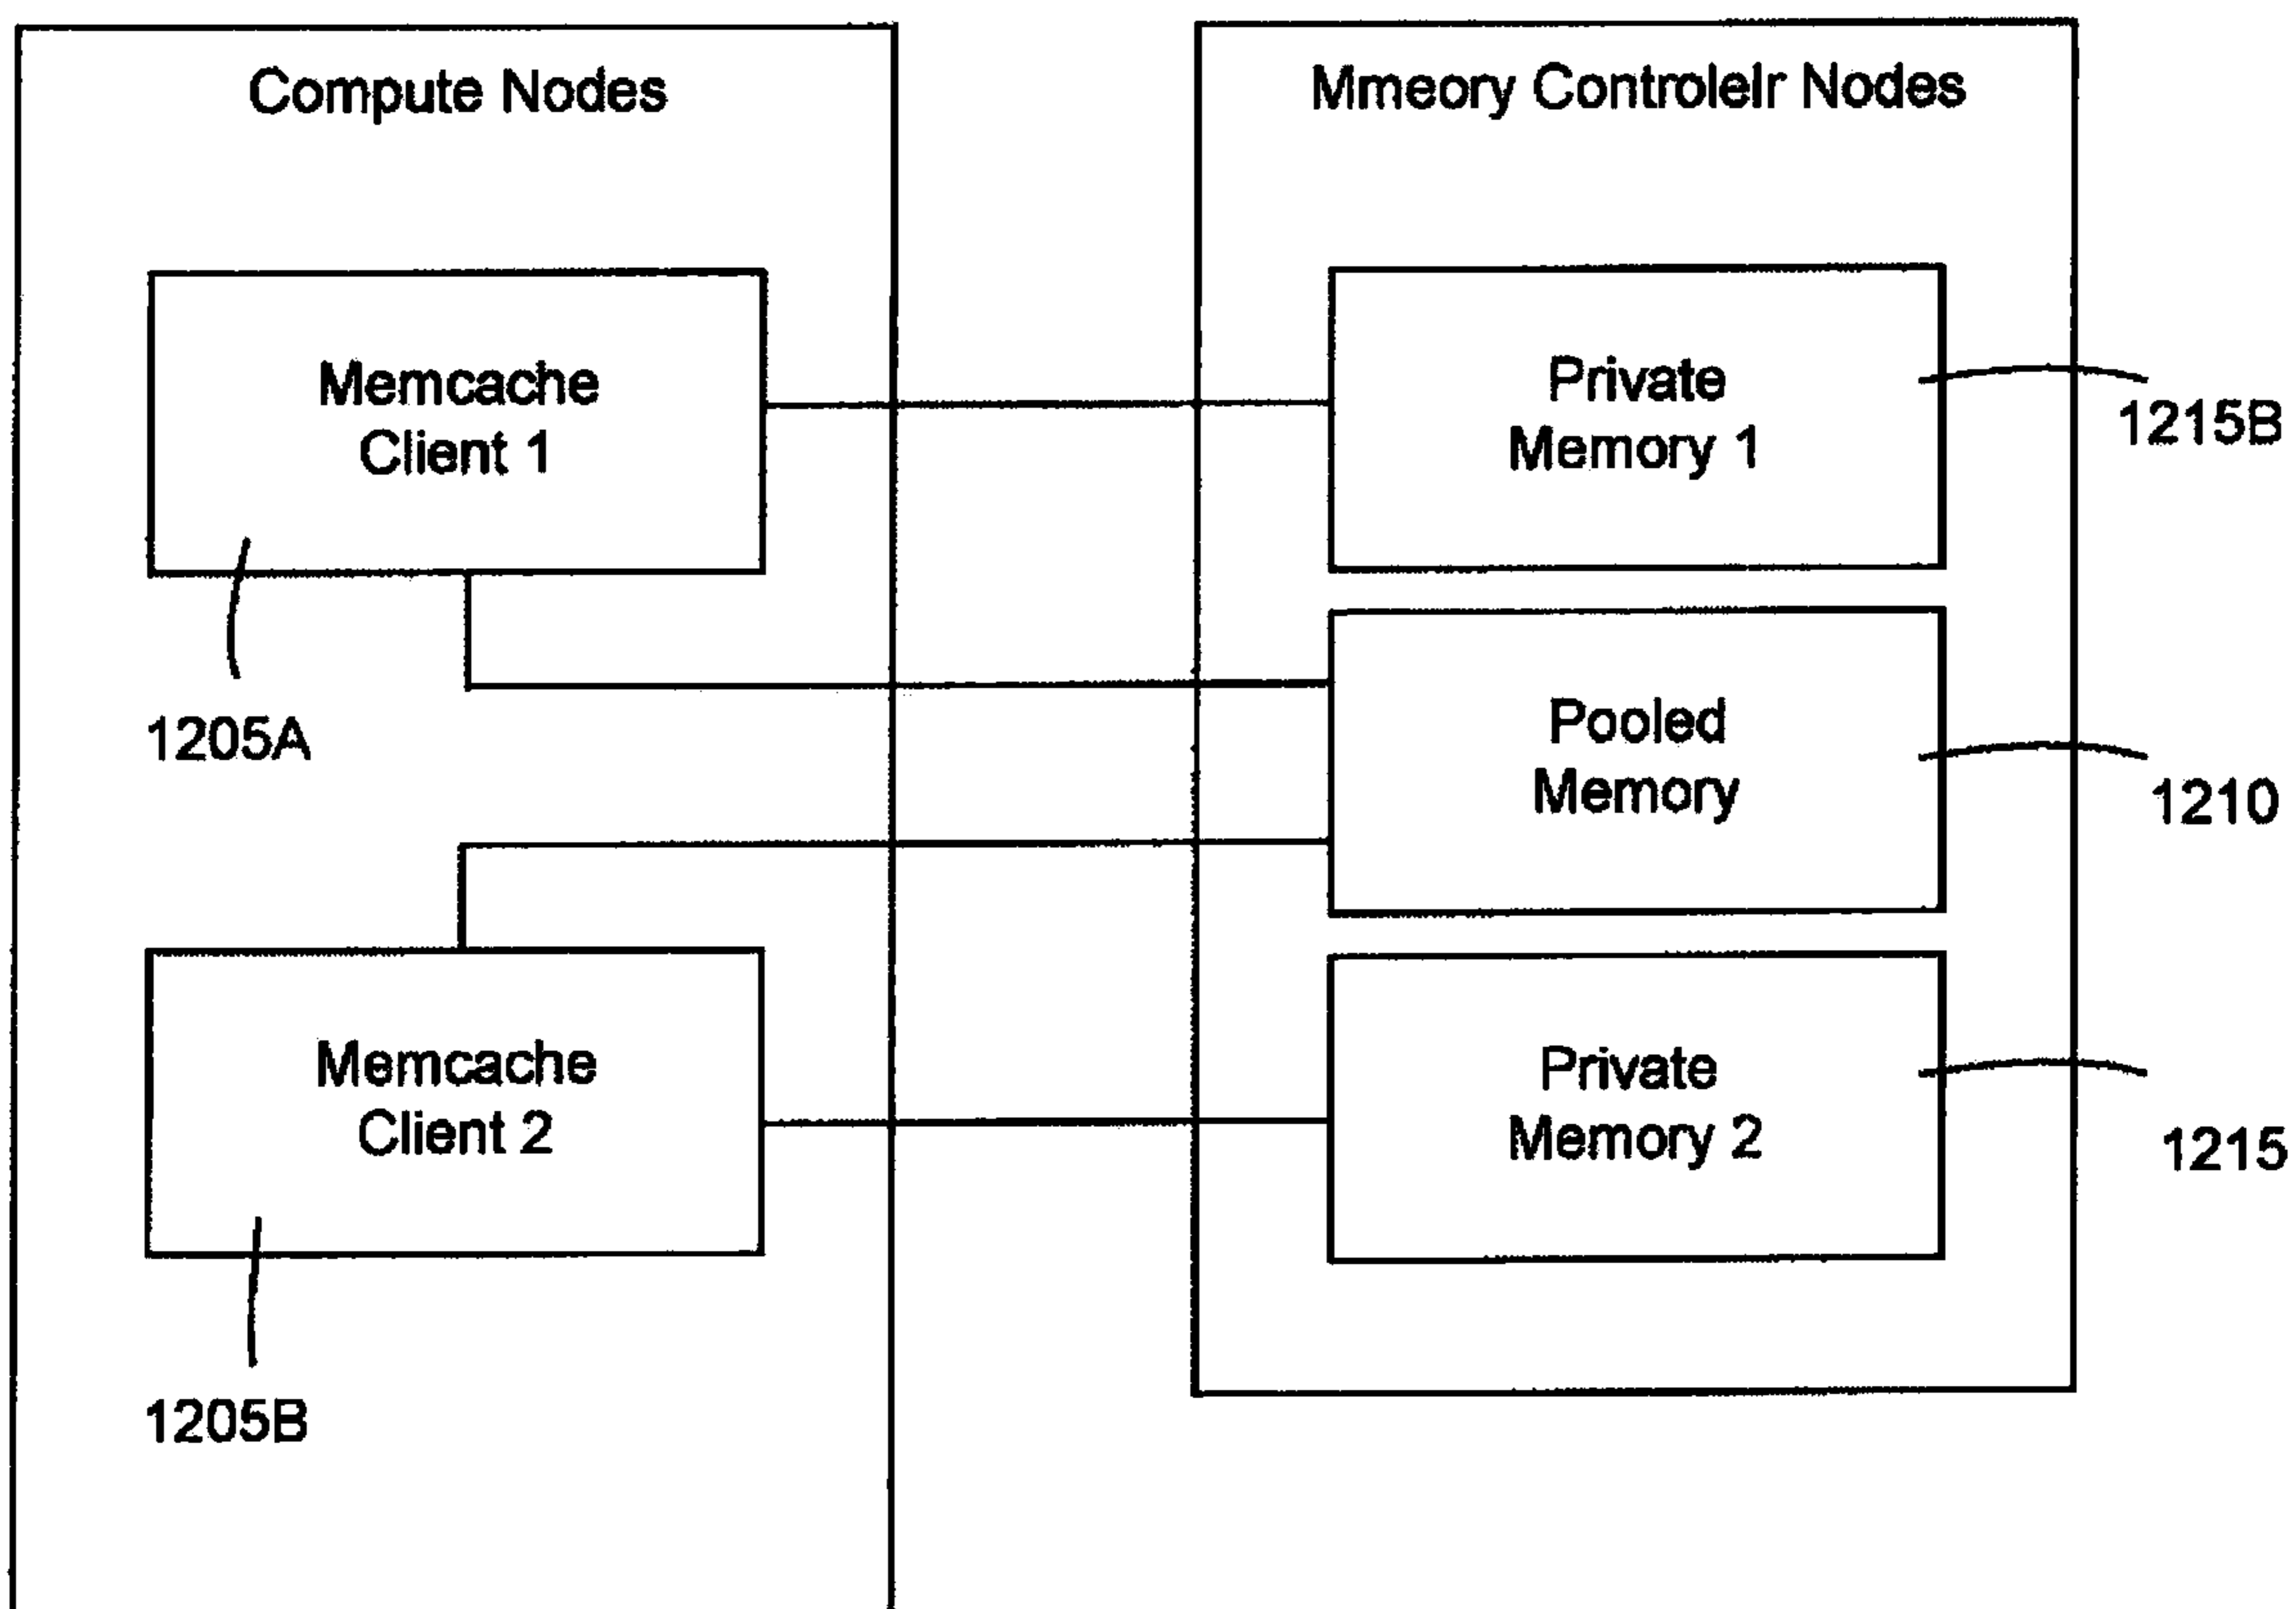 Compute Nodes
Mmeory Controlelr Nodes
Memcache
Client 1
1205A
Memcache
Client 2
1205B
Private
Memory 1
1215B
Pooled
Memory
1210
Private
Memory 2
1215